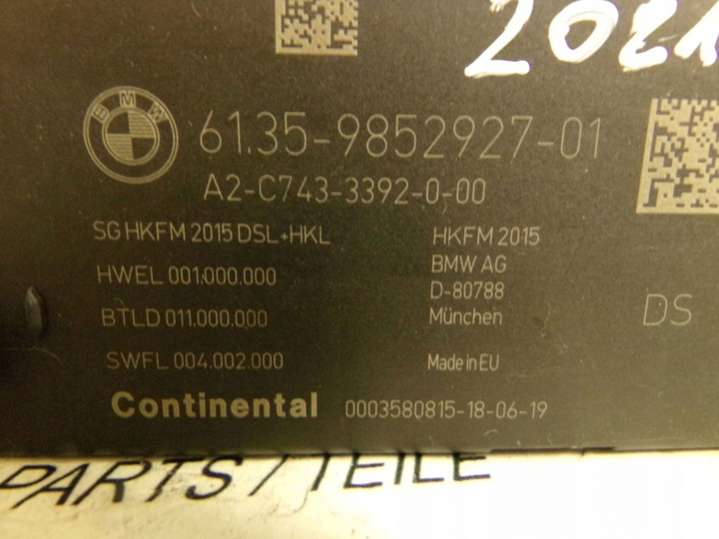 2021
BMW
61.35-9852927-01
A2-C743-3392-0-00
SG HKFM 2015 DSL+HKL
HWEL 001.000.000
BTLD 011.000.000
SWFL 004.002.000
HKFM 2015
BMW AG
D-80788
München
Made in EU
DS
Continental 0003580815-18-06-19
PARTS/TEILE